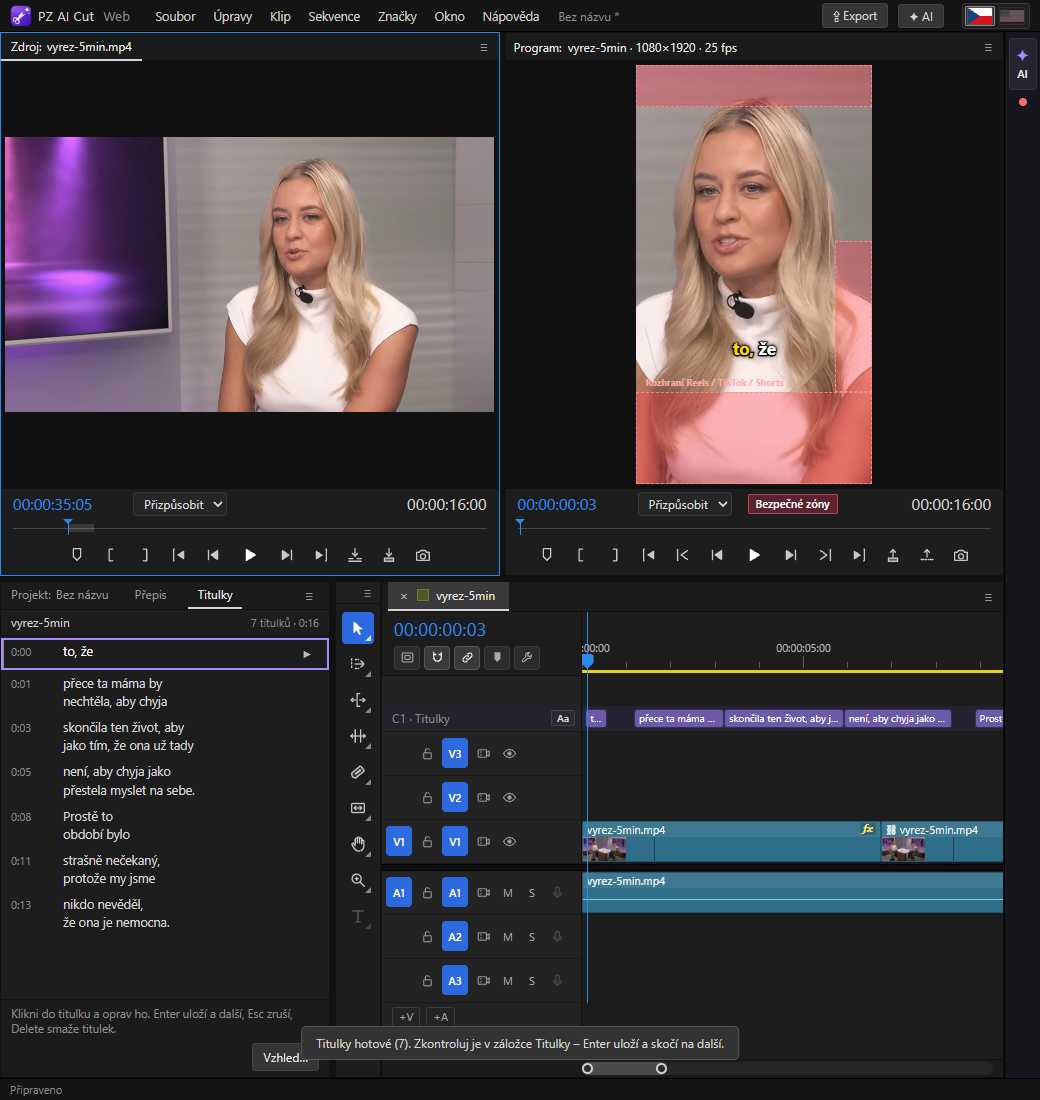 PZ AI Cut Web Soubor Úpravy Klip Sekvence Značky Okno Nápověda Bez názvu * Export AI
Zdroj: vyrez-5min.mp4
Program: vyrez-5min · 1080×1920 · 25 fps
AI
to, že
Rozhraní Reels / TikTok / Shorts
00:00:35:05 Přizpůsobit 00:00:16:00
00:00:00:03 Přizpůsobit Bezpečné zóny 00:00:16:00
Projekt: Bez názvu Přepis Titulky
vyrez-5min 7 titulků · 0:16
0:00 to, že
0:01 přece ta máma by
nechtěla, aby chyja
0:03 skončila ten život, aby
jako tím, že ona už tady
0:05 není, aby chyja jako
přestela myslet na sebe.
0:08 Prostě to
období bylo
0:11 strašně nečekaný,
protože my jsme
0:13 nikdo nevěděl,
že ona je nemocna.
Klikni do titulku a oprav ho. Enter uloží a další, Esc zruší,
Delete smaže titulek.
Vzhled...
× vyrez-5min
00:00:00:03
:00:00 00:00:05:00
C1 · Titulky Aa t... přece ta máma ... skončila ten život, aby j... není, aby chyja jako ... Prost
V3
V2
V1 V1 vyrez-5min.mp4 fx vyrez-5min.mp4
A1 A1 M S vyrez-5min.mp4
A2 M S
A3 M S
+V +A
Titulky hotové (7). Zkontroluj je v záložce Titulky – Enter uloží a skočí na další.
Připraveno